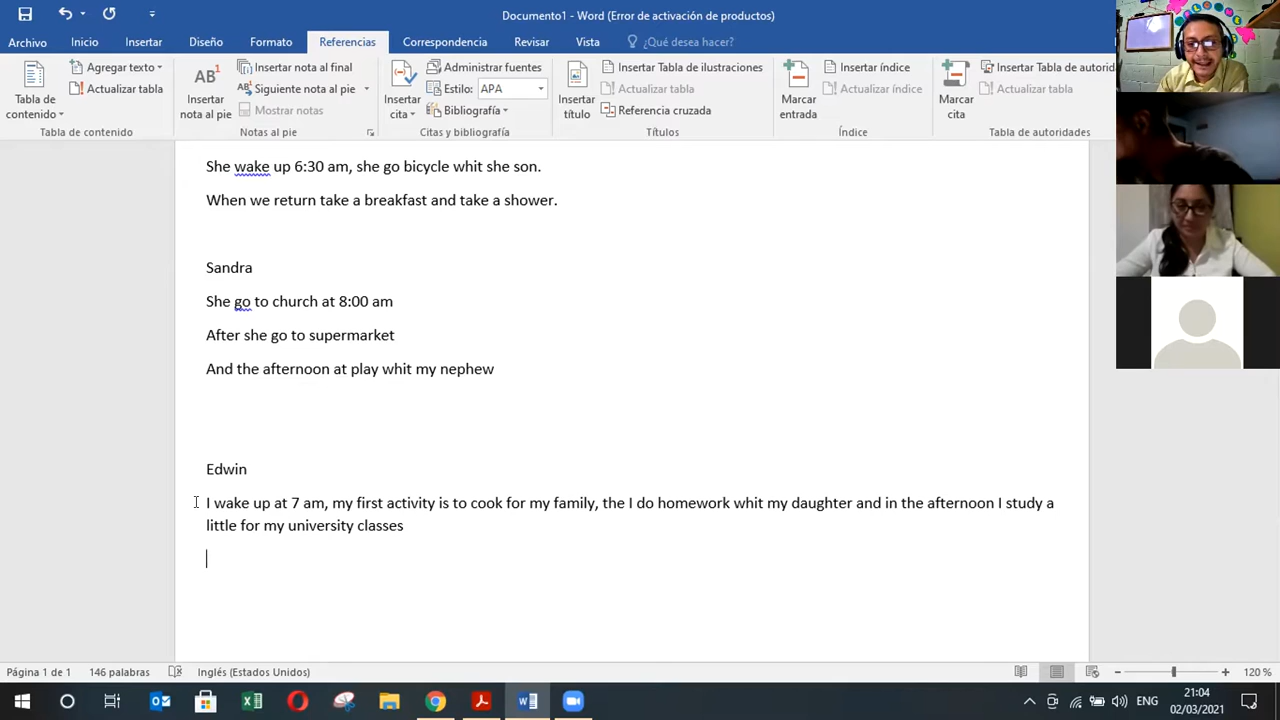 Documento1 - Word (Error de activación de productos)
Archivo Inicio Insertar Diseño Formato Referencias Correspondencia Revisar Vista ¿Qué desea hacer?
Tabla de contenido
Agregar texto
Actualizar tabla
Tabla de contenido
AB1
Insertar nota al pie
Insertar nota al final
Siguiente nota al pie
Mostrar notas
Notas al pie
Insertar cita
Administrar fuentes
Estilo: APA
Bibliografía
Citas y bibliografía
Insertar título
Insertar Tabla de ilustraciones
Actualizar tabla
Referencia cruzada
Títulos
Marcar entrada
Insertar índice
Actualizar índice
Índice
Marcar cita
Insertar Tabla de autorida
Actualizar tabla
Tabla de autoridades
She wake up 6:30 am, she go bicycle whit she son.
When we return take a breakfast and take a shower.
Sandra
She go to church at 8:00 am
After she go to supermarket
And the afternoon at play whit my nephew
Edwin
I wake up at 7 am, my first activity is to cook for my family, the I do homework whit my daughter and in the afternoon I study a
little for my university classes
Página 1 de 1 146 palabras Inglés (Estados Unidos) 120 %
ENG
21:04
02/03/2021